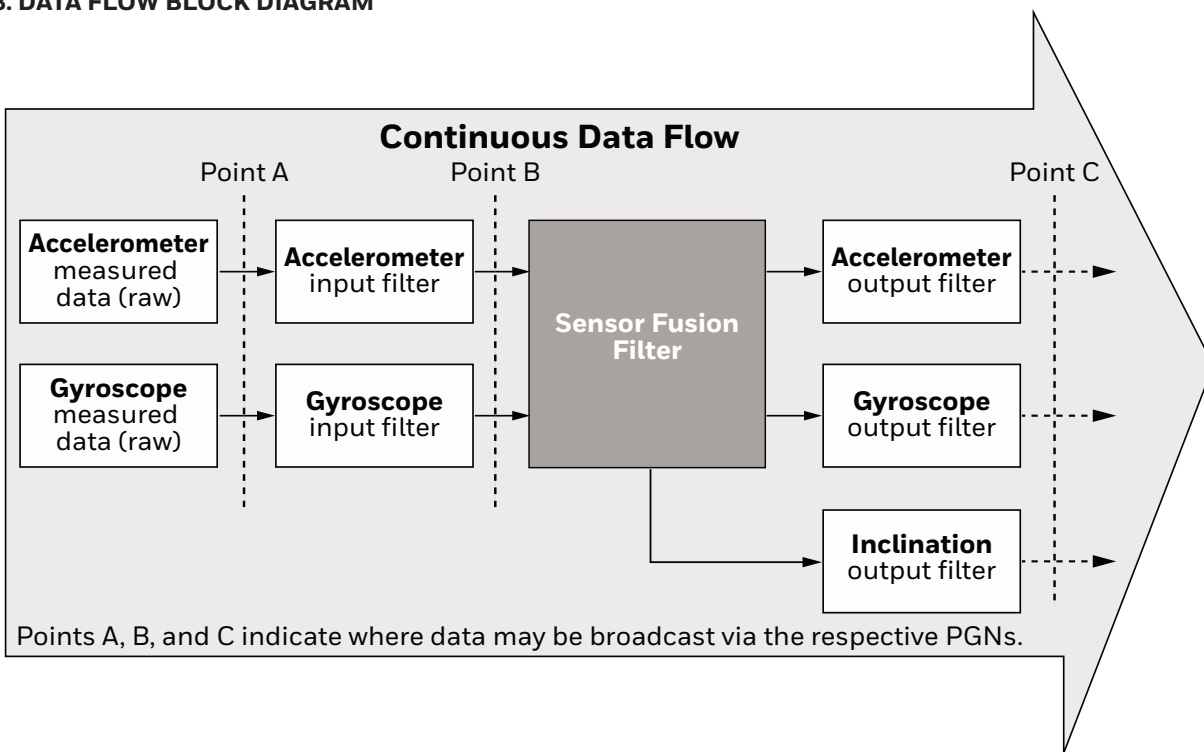 3. DATA FLOW BLOCK DIAGRAM
Continuous Data Flow
Point A
Point B
Point C
Accelerometer
measured
data (raw)
Accelerometer
input filter
Sensor Fusion
Filter
Accelerometer
output filter
Gyroscope
measured
data (raw)
Gyroscope
input filter
Gyroscope
output filter
Inclination
output filter
Points A, B, and C indicate where data may be broadcast via the respective PGNs.